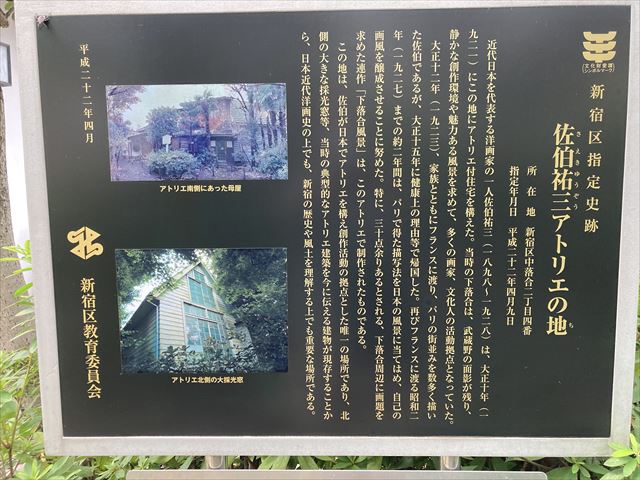 文化財愛護
シンボルマーク
新宿区指定史跡
佐伯祐三アトリエの地
さえきゆうぞう
ち
所在地　新宿区中落合二丁目四番
指定年月日　平成二十二年四月九日
近代日本を代表する洋画家の一人佐伯祐三（一八九八～一九二八）は、大正十年（一
九二一）にこの地にアトリエ付住宅を構えた。当時の下落合は、武蔵野の面影が残り、
静かな創作環境や魅力ある風景を求めて、多くの画家、文化人の活動拠点となっていた。
大正十二年（一九二三）、家族とともにフランスに渡り、パリの街並みを数多く描い
た佐伯であるが、大正十五年に健康上の理由等で帰国した。再びフランスに渡る昭和二
年（一九二七）までの約一年間は、パリで得た描写法を日本の風景に当てはめ、自己の
画風を醸成させることに努めた。特に、三十点余りあるとされる、下落合周辺に画題を
求めた連作「下落合風景」は、このアトリエで制作されたものである。
この地は、佐伯が日本でアトリエを構え創作活動の拠点とした唯一の場所であり、北
側の大きな採光窓等、当時の典型的なアトリエ建築を今に伝える建物が現存することか
ら、日本近代洋画史の上でも、新宿の歴史や風土を理解する上でも重要な場所である。
アトリエ南側にあった母屋
アトリエ北側の大採光窓
平成二十二年四月
新宿区教育委員会